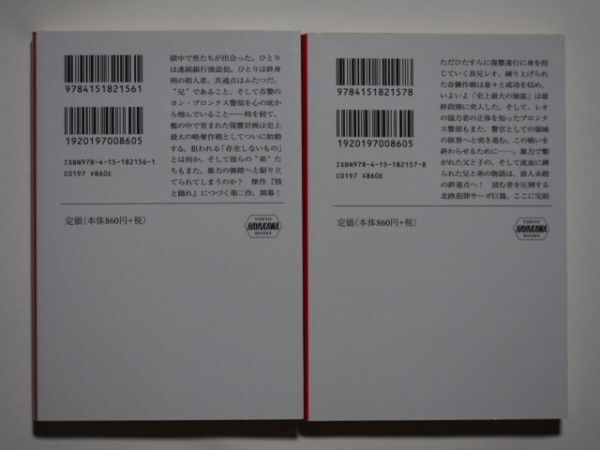 獄中で男たちが出会った。ひとり
は連続銀行強盗犯。ひとりは終身
刑の殺人者。共通点はふたつだ。
"兄"であること。そして市警の
ヨン・ブロンクス警部を心の底か
ら憎んでいること――時を経て、
檻の中で育まれた復讐計画は史上
最大の略奪作戦としてついに始動
する。狙われる「存在しないもの」
とは何か。そして彼らの"弟"た
ちもまた、暴力の舞踏へと駆り立
てられてしまうのか? 傑作『熊
と踊れ』につづく第二作、開幕!
9784151821561
1920197008605
ISBN978-4-15-182156-1
C0197 ¥860E
定価(本体860円+税)
TOKYO
HAYAKAWA
BOOKS
ただひたすらに復讐遂行に身を投
じていく長兄レオ。練り上げられ
た奇襲作戦は着々と成功を収め、
いよいよ「史上最大の強盗」は最
終段階に突入した。そして、レオ
の協力者の正体を知ったブロンク
ス警部もまた、警官としての領域
の限界へと突き進む。この戦いを
終わらせるために――。暴力で繋
がれた父と子の、そして流血に縛
られた兄と弟の物語は、前人未踏
の終着点へ! 読む者を圧倒する
北欧犯罪サーガ巨篇、ここに完結
9784151821578
1920197008605
ISBN978-4-15-182157-8
C0197 ¥860E
定価(本体860円+税)
TOKYO
HAYAKAWA
BOOKS